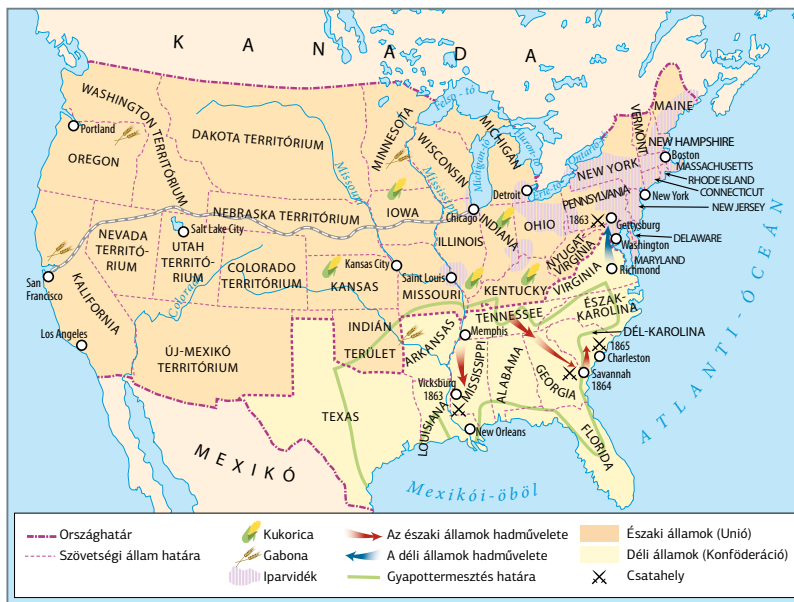 KANADA
WASHINGTON TERRITÓRIUM
Portland
OREGON
DAKOTA TERRITÓRIUM
MINNESOTA
WISCONSIN
MICHIGAN
Felső-tó
Michigan-tó
Huron-tó
Erie-tó
Ontario-tó
MAINE
VERMONT
NEW HAMPSHIRE
Boston
MASSACHUSETTS
RHODE ISLAND
CONNECTICUT
NEW YORK
New York
NEW JERSEY
PENNSYLVANIA
1863
Gettysburg
Washington
DELAWARE
MARYLAND
Richmond
Detroit
Chicago
Missouri
Mississippi
NEBRASKA TERRITÓRIUM
IOWA
ILLINOIS
INDIANA
OHIO
NYUGAT-
VIRGINIA
VIRGINIA
NEVADA
TERRITÓ-
RIUM
Salt Lake City
UTAH
TERRITÓ-
RIUM
COLORADO
TERRITÓRIUM
Colorado
KANSAS
Kansas City
Saint Louis
MISSOURI
KENTUCKY
San
Francisco
KALIFORNIA
Los Angeles
ÚJ-MEXIKÓ
TERRITÓRIUM
INDIÁN
TERÜLET
ARKANSAS
TENNESSEE
Memphis
ÉSZAK-
KAROLINA
DÉL-KAROLINA
1865
Charleston
Savannah
1864
GEORGIA
ALABAMA
MISSISSIPPI
Vicksburg
1863
LOUISIANA
New Orleans
TEXAS
FLORIDA
MEXIKÓ
Mexikói-öböl
ATLANTI-ÓCEÁN
Országhatár
Szövetségi állam határa
Kukorica
Gabona
Iparvidék
Az északi államok hadművelete
A déli államok hadművelete
Gyapottermesztés határa
Északi államok (Unió)
Déli államok (Konföderáció)
Csatahely